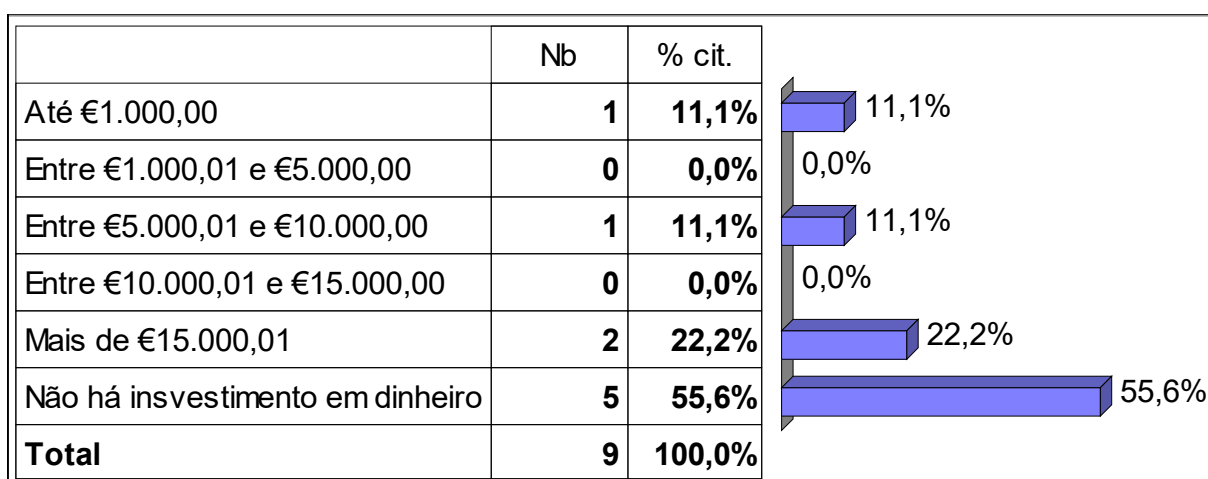 Nb % cit.
Até €1.000,00 1 11,1% 11,1%
Entre €1.000,01 e €5.000,00 0 0,0% 0,0%
Entre €5.000,01 e €10.000,00 1 11,1% 11,1%
Entre €10.000,01 e €15.000,00 0 0,0% 0,0%
Mais de €15.000,01 2 22,2% 22,2%
Não há insvestimento em dinheiro 5 55,6% 55,6%
Total 9 100,0%